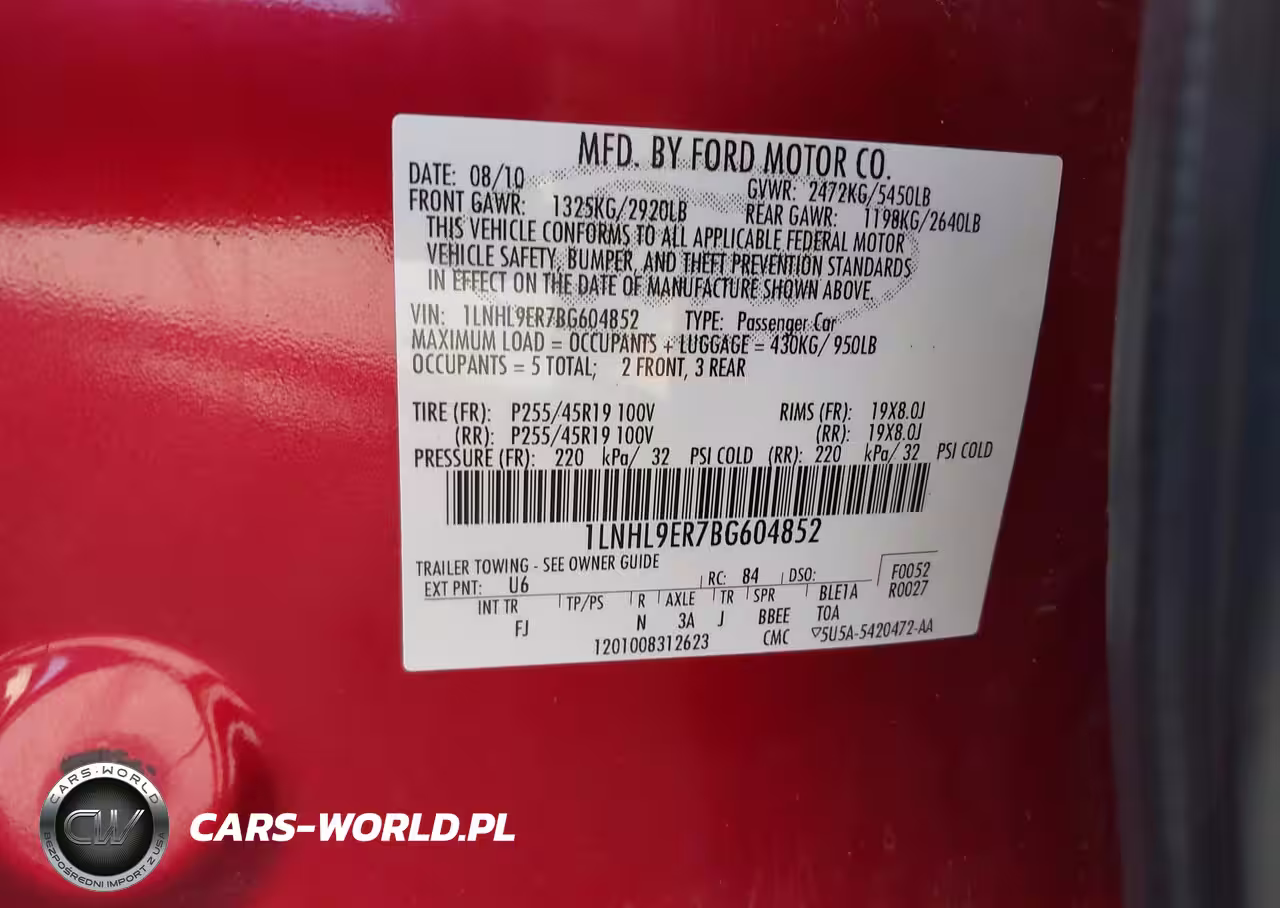 MFD. BY FORD MOTOR CO.
DATE: 08/10 GVWR: 2472KG/5450LB
FRONT GAWR: 1325KG/2920LB REAR GAWR: 1198KG/2640LB
THIS VEHICLE CONFORMS TO ALL APPLICABLE FEDERAL MOTOR
VEHICLE SAFETY, BUMPER, AND THEFT PREVENTION STANDARDS
IN EFFECT ON THE DATE OF MANUFACTURE SHOWN ABOVE.
VIN: 1LNHL9ER7BG604852 TYPE: Passenger Car
MAXIMUM LOAD = OCCUPANTS + LUGGAGE = 430KG/ 950LB
OCCUPANTS = 5 TOTAL; 2 FRONT, 3 REAR
TIRE (FR): P255/45R19 100V RIMS (FR): 19X8.0J
(RR): P255/45R19 100V (RR): 19X8.0J
PRESSURE (FR): 220 kPa/ 32 PSI COLD (RR): 220 kPa/ 32 PSI COLD
1LNHL9ER7BG604852
TRAILER TOWING - SEE OWNER GUIDE
EXT PNT: U6 RC: 84 DSO: F0052
R0027
INT TR TP/PS R AXLE TR SPR BLE1A
FJ N 3A J BBEE TOA
1201008312623 CMC ▽5U5A-5420472-AA
CARS-WORLD
CW
BEZPOŚREDNI IMPORT Z USA
CARS-WORLD.PL